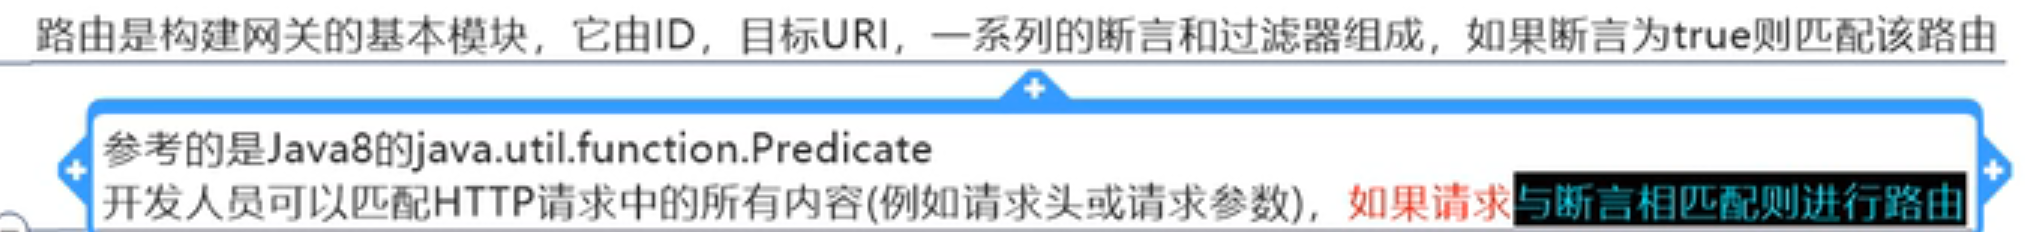 路由是构建网关的基本模块，它由ID，目标URI，一系列的断言和过滤器组成，如果断言为true则匹配该路由
参考的是Java8的java.util.function.Predicate
开发人员可以匹配HTTP请求中的所有内容(例如请求头或请求参数)，如果请求与断言相匹配则进行路由